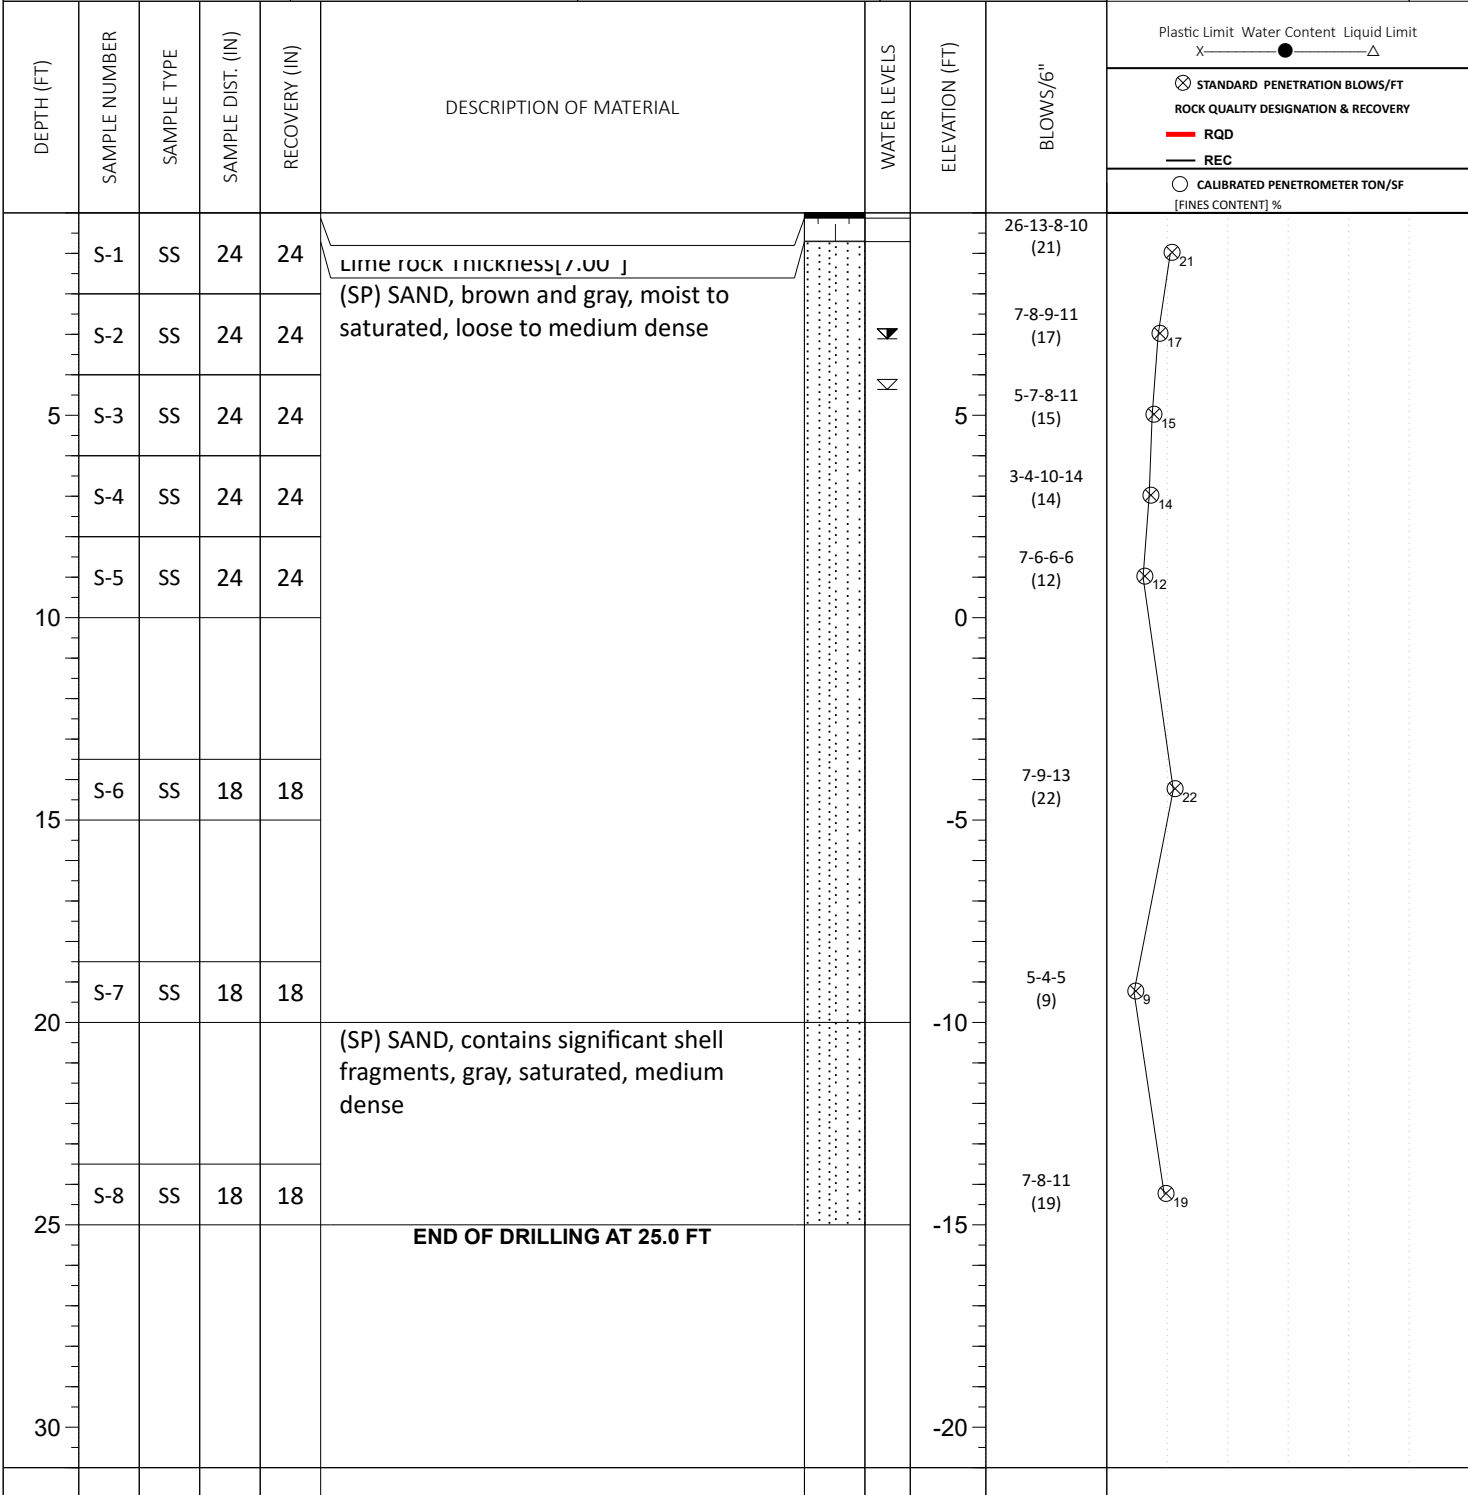 DEPTH (FT)
SAMPLE NUMBER
SAMPLE TYPE
SAMPLE DIST. (IN)
RECOVERY (IN)
DESCRIPTION OF MATERIAL
WATER LEVELS
ELEVATION (FT)
BLOWS/6"
Plastic Limit Water Content Liquid Limit
X
STANDARD PENETRATION BLOWS/FT
ROCK QUALITY DESIGNATION & RECOVERY
RQD
REC
CALIBRATED PENETROMETER TON/SF
[FINES CONTENT] %
S-1 SS 24 24
Lime rock Thickness[7.00"]
26-13-8-10
(21)
21
(SP) SAND, brown and gray, moist to
saturated, loose to medium dense
S-2 SS 24 24
7-8-9-11
(17)
17
5
S-3 SS 24 24
5
5-7-8-11
(15)
15
S-4 SS 24 24
3-4-10-14
(14)
14
S-5 SS 24 24
7-6-6-6
(12)
12
10
0
S-6 SS 18 18
7-9-13
(22)
22
15
-5
S-7 SS 18 18
5-4-5
(9)
9
20
-10
(SP) SAND, contains significant shell
fragments, gray, saturated, medium
dense
S-8 SS 18 18
7-8-11
(19)
19
25
-15
END OF DRILLING AT 25.0 FT
30
-20